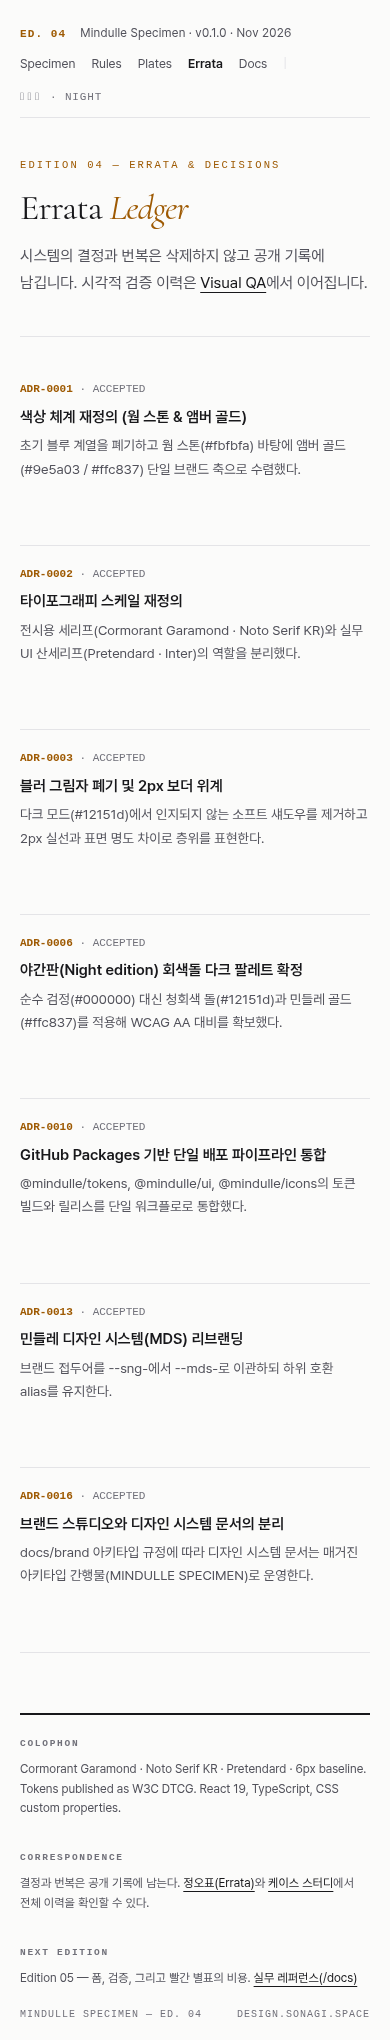 ED. 04 Mindulle Specimen · v0.1.0 · Nov 2026
Specimen Rules Plates Errata Docs
· NIGHT
EDITION 04 — ERRATA & DECISIONS
Errata Ledger
시스템의 결정과 번복은 삭제하지 않고 공개 기록에
남깁니다. 시각적 검증 이력은 Visual QA에서 이어집니다.
ADR-0001 · ACCEPTED
색상 체계 재정의 (웜 스톤 & 앰버 골드)
초기 블루 계열을 폐기하고 웜 스톤(#fbfbfa) 바탕에 앰버 골드
(#9e5a03 / #ffc837) 단일 브랜드 축으로 수렴했다.
ADR-0002 · ACCEPTED
타이포그래피 스케일 재정의
전시용 세리프(Cormorant Garamond · Noto Serif KR)와 실무
UI 산세리프(Pretendard · Inter)의 역할을 분리했다.
ADR-0003 · ACCEPTED
블러 그림자 폐기 및 2px 보더 위계
다크 모드(#12151d)에서 인지되지 않는 소프트 섀도우를 제거하고
2px 실선과 표면 명도 차이로 층위를 표현한다.
ADR-0006 · ACCEPTED
야간판(Night edition) 회색돌 다크 팔레트 확정
순수 검정(#000000) 대신 청회색 돌(#12151d)과 민들레 골드
(#ffc837)를 적용해 WCAG AA 대비를 확보했다.
ADR-0010 · ACCEPTED
GitHub Packages 기반 단일 배포 파이프라인 통합
@mindulle/tokens, @mindulle/ui, @mindulle/icons의 토큰
빌드와 릴리스를 단일 워크플로로 통합했다.
ADR-0013 · ACCEPTED
민들레 디자인 시스템(MDS) 리브랜딩
브랜드 접두어를 --sng-에서 --mds-로 이관하되 하위 호환
alias를 유지한다.
ADR-0016 · ACCEPTED
브랜드 스튜디오와 디자인 시스템 문서의 분리
docs/brand 아키타입 규정에 따라 디자인 시스템 문서는 매거진
아키타입 간행물(MINDULLE SPECIMEN)로 운영한다.
COLOPHON
Cormorant Garamond · Noto Serif KR · Pretendard · 6px baseline.
Tokens published as W3C DTCG. React 19, TypeScript, CSS
custom properties.
CORRESPONDENCE
결정과 번복은 공개 기록에 남는다. 정오표(Errata)와 케이스 스터디에서
전체 이력을 확인할 수 있다.
NEXT EDITION
Edition 05 — 폼, 검증, 그리고 빨간 별표의 비용. 실무 레퍼런스(/docs)
MINDULLE SPECIMEN — ED. 04 DESIGN.SONAGI.SPACE